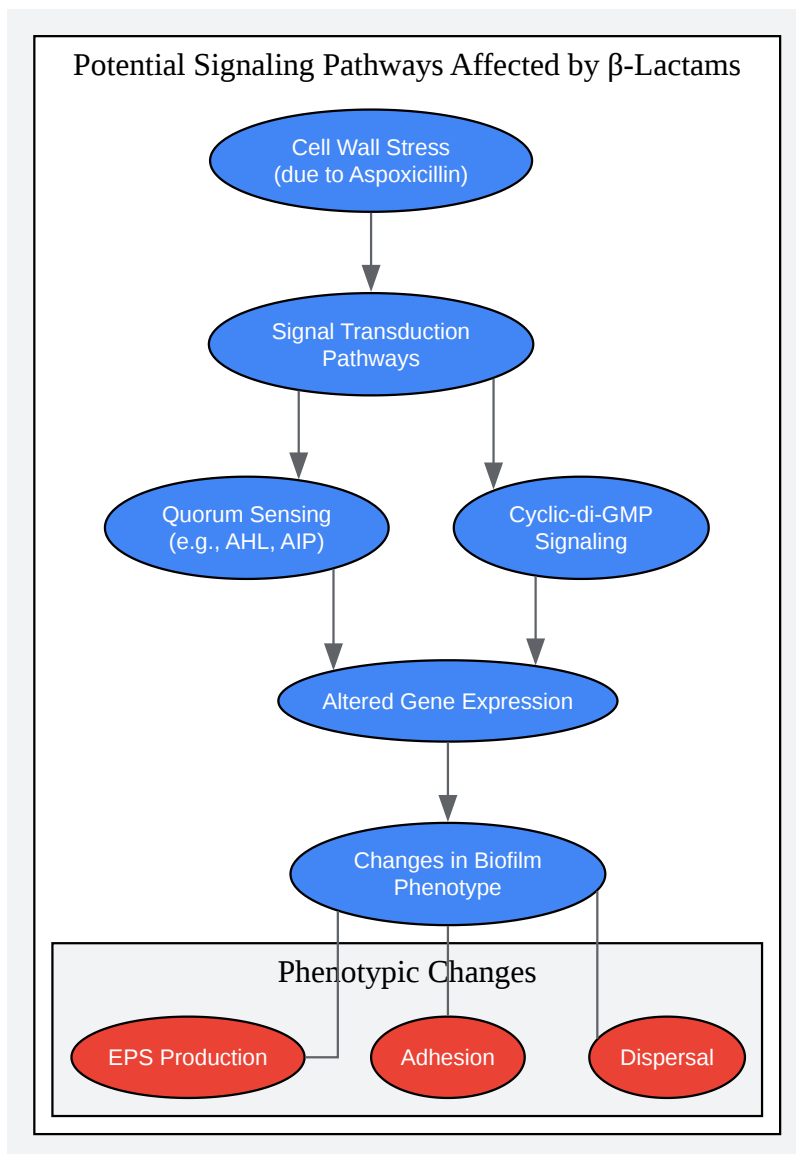 Potential Signaling Pathways Affected by β-Lactams
Cell Wall Stress
(due to Aspoxicillin)
Signal Transduction
Pathways
Quorum Sensing
(e.g., AHL, AIP)
Cyclic-di-GMP
Signaling
Altered Gene Expression
Changes in Biofilm
Phenotype
Phenotypic Changes
EPS Production
Adhesion
Dispersal